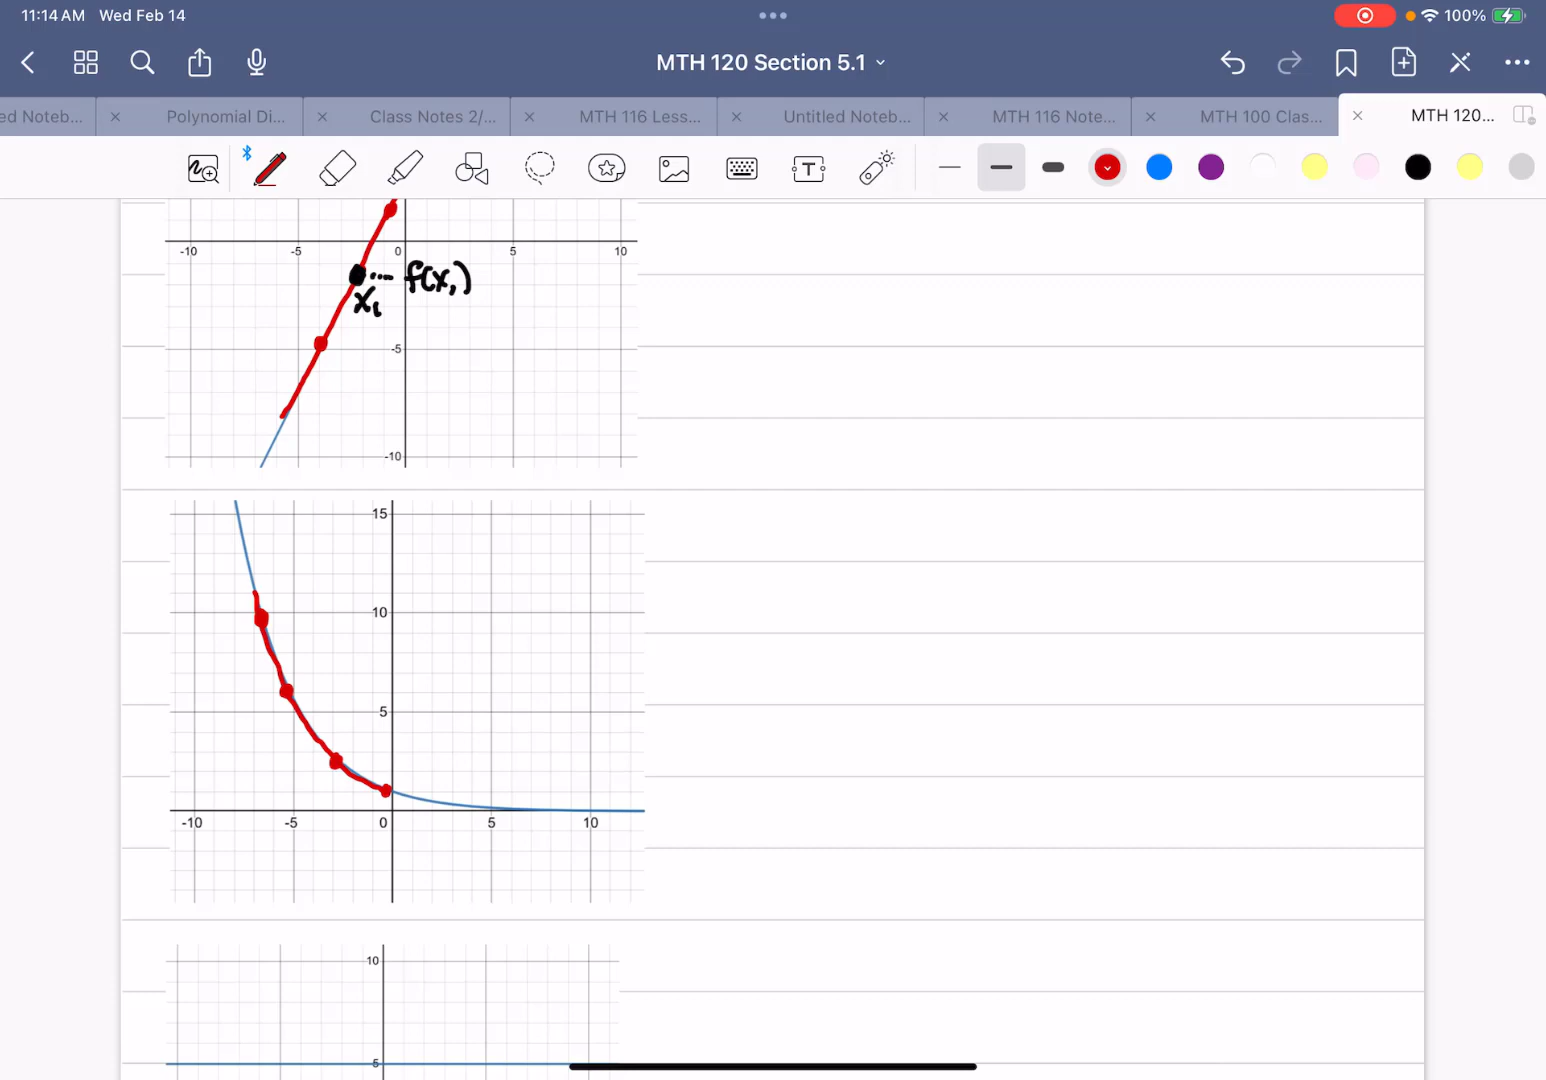 11:14 AM Wed Feb 14
100%
MTH 120 Section 5.1
ed Noteb...
Polynomial Di...
Class Notes 2/...
MTH 116 Less...
Untitled Noteb...
MTH 116 Note...
MTH 100 Clas...
MTH 120...
T
-10 -5 0 5 10
f(x₁)
x₁
-5
-10
15
10
5
-10 -5 0 5 10
10
5